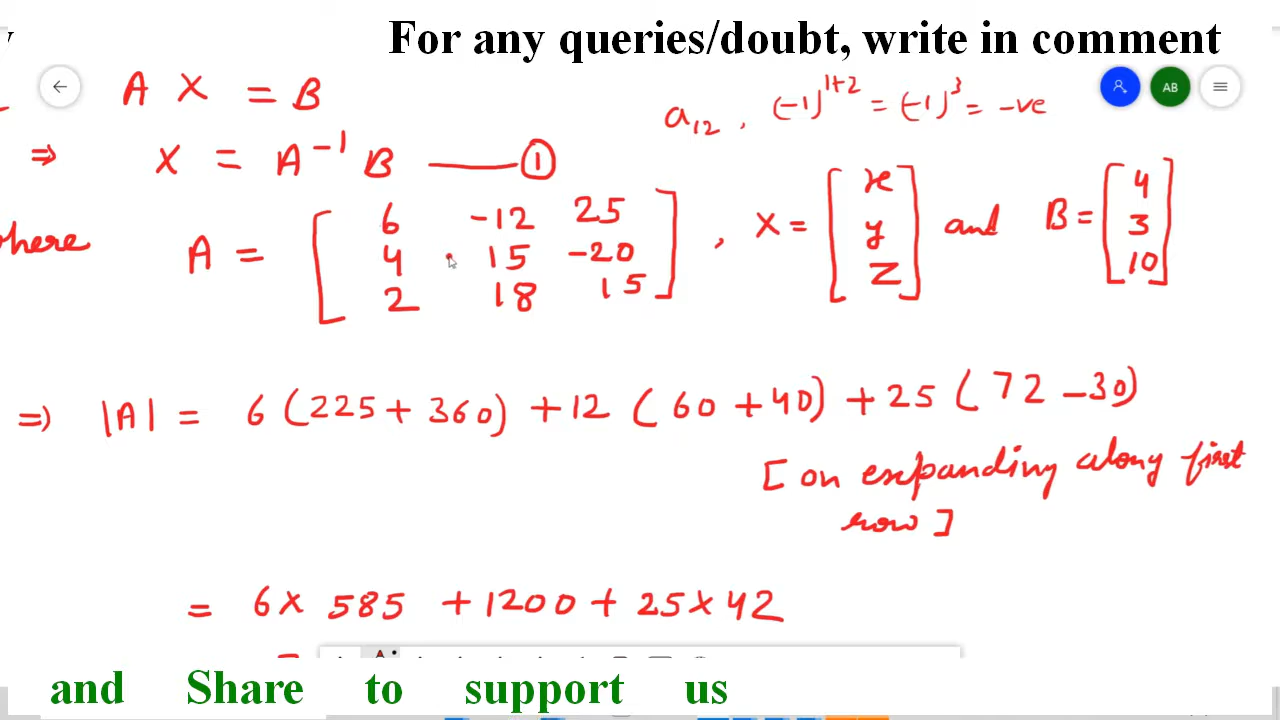 For any queries/doubt, write in comment
A X = B
a12 , (-1)^1+2 = (-1)^3 = -ve
AB
⇒ X = A^-1 B —— ①
where A = [ 6 -12 25
4 15 -20
2 18 15 ] , X = [ x
y
z ] and B = [ 4
3
10 ]
⇒ |A| = 6 (225 + 360) + 12 (60 + 40) + 25 (72 - 30)
[ on expanding along first
row ]
= 6 × 585 + 1200 + 25 × 42
and Share to support us